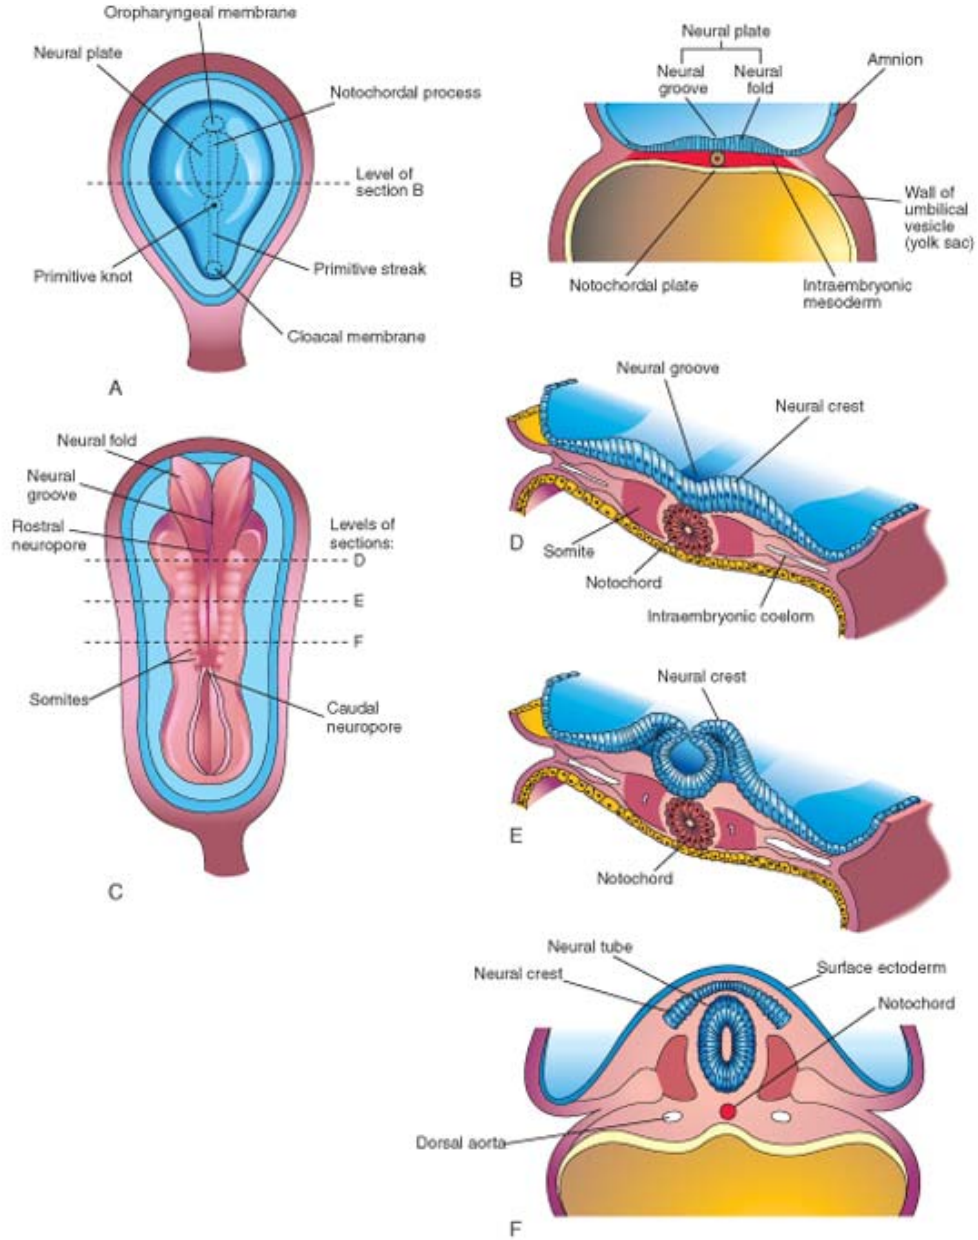 Oropharyngeal membrane
Neural plate
Notochordal process
Level of
section B
Primitive knot
Primitive streak
Cloacal membrane
A
Neural plate
Neural
groove
Neural
fold
Amnion
Wall of
umbilical
vesicle
(yolk sac)
B
Notochordal plate
Intraembryonic
mesoderm
Neural fold
Neural
groove
Rostral
neuropore
Levels of
sections:
D
E
F
Somites
Caudal
neuropore
C
Neural groove
Neural crest
D
Somite
Notochord
Intraembryonic coelom
Neural crest
E
Notochord
Neural tube
Neural crest
Surface ectoderm
Notochord
Dorsal aorta
F